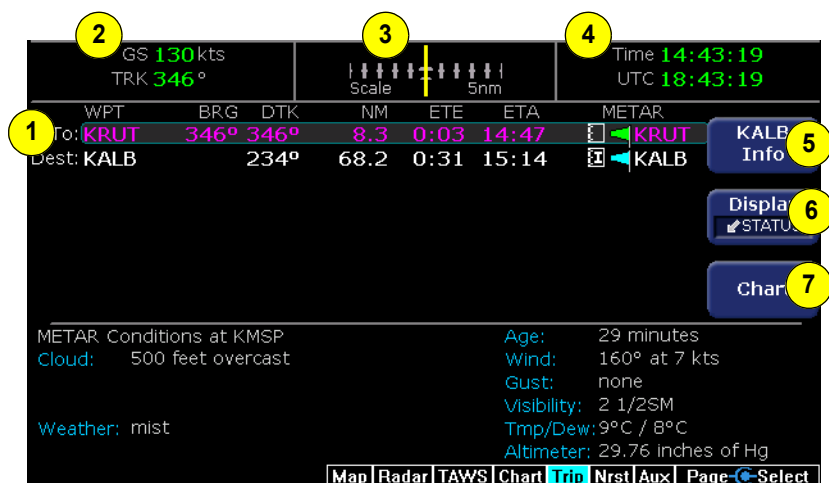 2 3 4
GS 130 kts
TRK 346°
Scale 5nm
Time 14:43:19
UTC 18:43:19
WPT BRG DTK NM ETE ETA METAR
1 To: KRUT 346° 346° 8.3 0:03 14:47 KRUT
Dest: KALB 234° 68.2 0:31 15:14 I KALB
KALB
Info 5
Display 6
STATUS
Chart 7
METAR Conditions at KMSP
Cloud: 500 feet overcast
Weather: mist
Age: 29 minutes
Wind: 160° at 7 kts
Gust: none
Visibility: 2 1/2SM
Tmp/Dew: 9°C / 8°C
Altimeter: 29.76 inches of Hg
Map Radar TAWS Chart Trip Nrst Aux Page Select